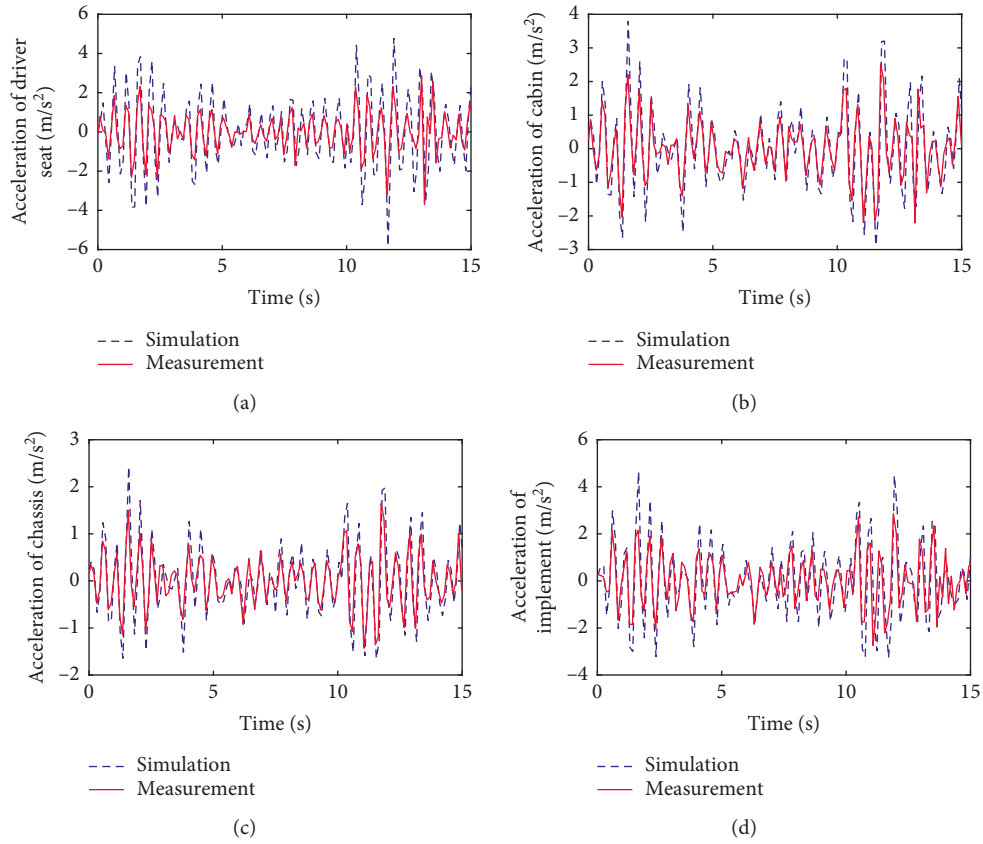 Acceleration of driver
seat (m/s²)
6
4
2
0
−2
−4
−6
0
5
10
15
Time (s)
Simulation
Measurement
(a)
Acceleration of cabin (m/s²)
4
3
2
1
0
−1
−2
−3
0
5
10
15
Time (s)
Simulation
Measurement
(b)
Acceleration of chassis (m/s²)
3
2
1
0
−1
−2
0
5
10
15
Time (s)
Simulation
Measurement
(c)
Acceleration of
implement (m/s²)
6
4
2
0
−2
−4
0
5
10
15
Time (s)
Simulation
Measurement
(d)